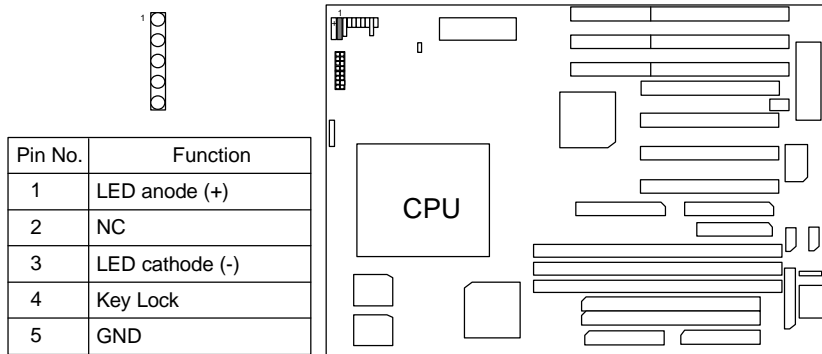 1
Pin No. Function
1 LED anode (+)
2 NC
3 LED cathode (-)
4 Key Lock
5 GND
1
+
CPU